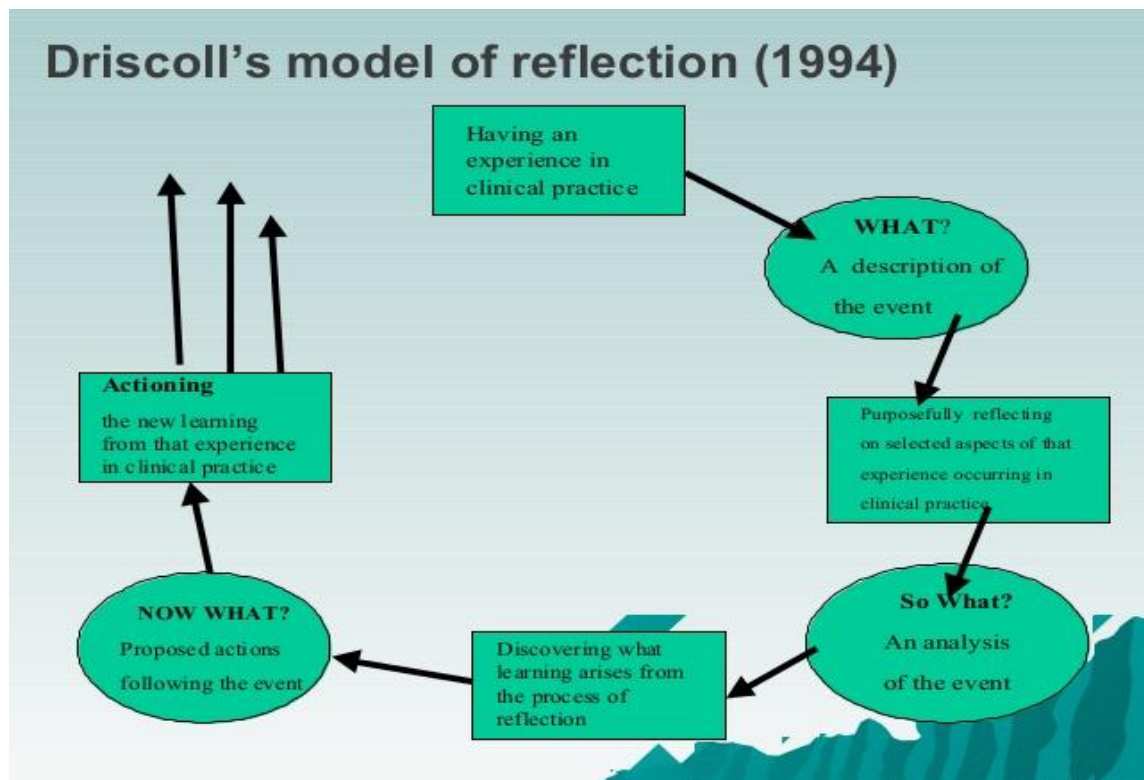 Driscoll's model of reflection (1994)
Having an
experience in
clinical practice
WHAT?
A description of
the event
Purposefully reflecting
on selected aspects of that
experience occurring in
clinical practice
So What?
An analysis
of the event
Discovering what
learning arises from
the process of
reflection
NOW WHAT?
Proposed actions
following the event
Actioning
the new learning
from that experience
in clinical practice